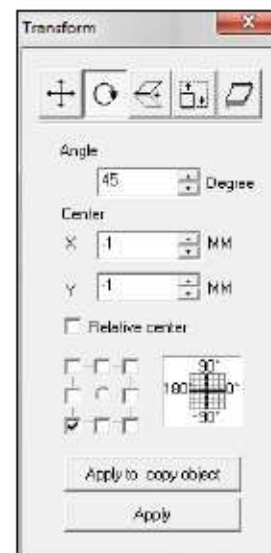 Transform
Angle
45 Degree
Center
X -1 MM
Y -1 MM
Relative center
90°
180 0°
-90°
Apply to copy object
Apply